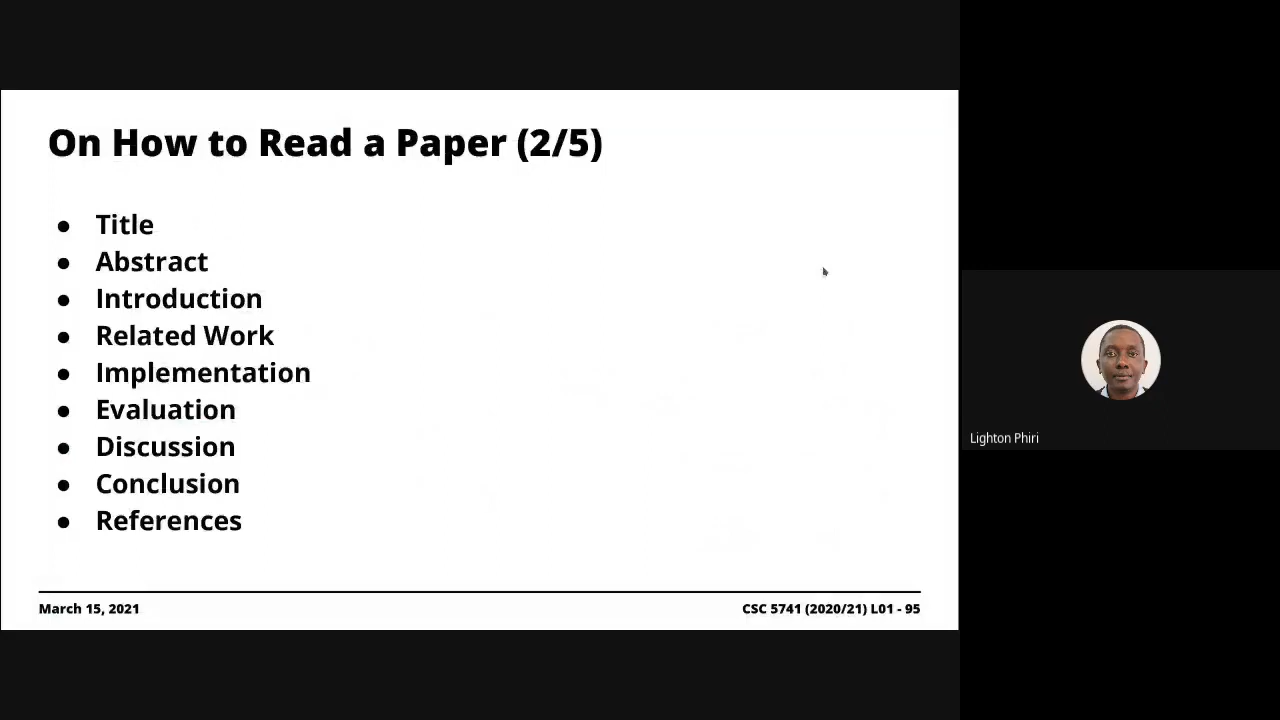 On How to Read a Paper (2/5)
● Title
● Abstract
● Introduction
● Related Work
● Implementation
● Evaluation
● Discussion
● Conclusion
● References
March 15, 2021
CSC 5741 (2020/21) L01 - 95
Lighton Phiri